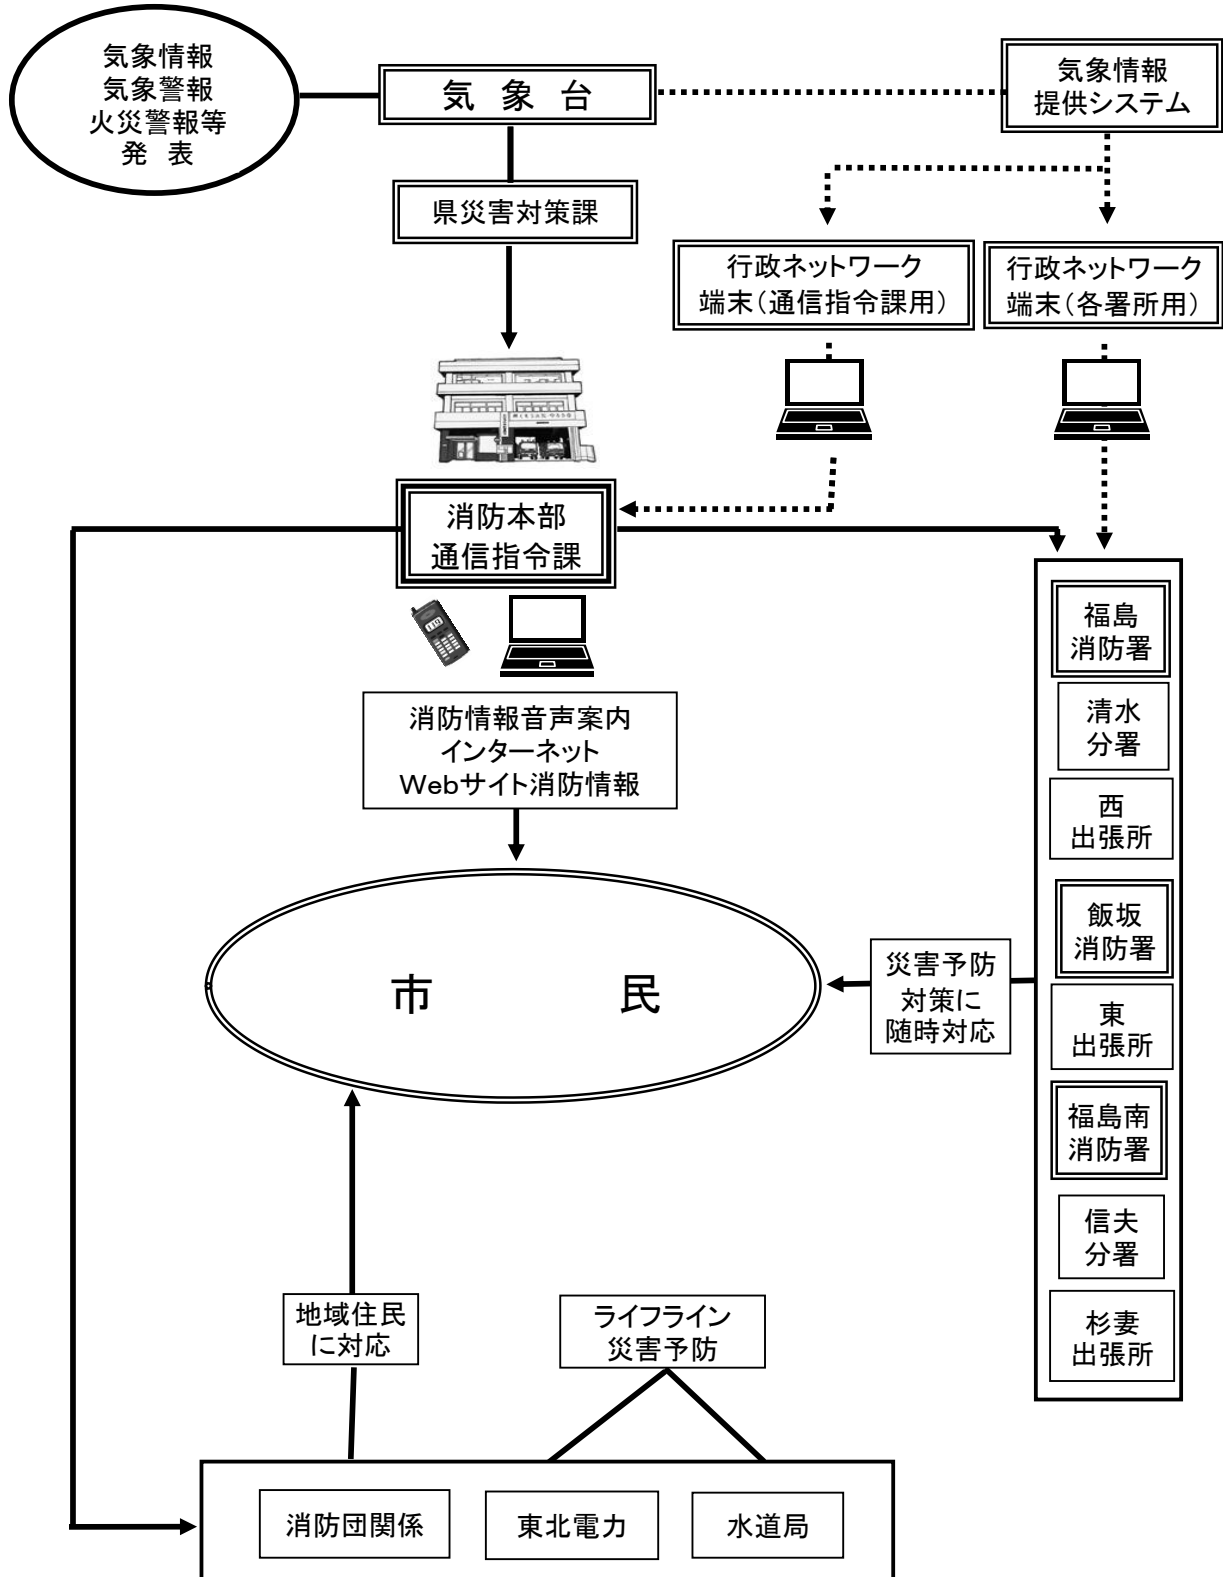 気象情報
気象警報
火災警報等
発　表
気　象　台
気象情報
提供システム
県災害対策課
行政ネットワーク
端末（通信指令課用）
行政ネットワーク
端末（各署所用）
消防本部
通信指令課
119
消防情報音声案内
インターネット
Webサイト消防情報
福島
消防署
清水
分署
西
出張所
飯坂
消防署
東
出張所
福島南
消防署
信夫
分署
杉妻
出張所
災害予防
対策に
随時対応
市　　　民
地域住民
に対応
ライフライン
災害予防
消防団関係
東北電力
水道局